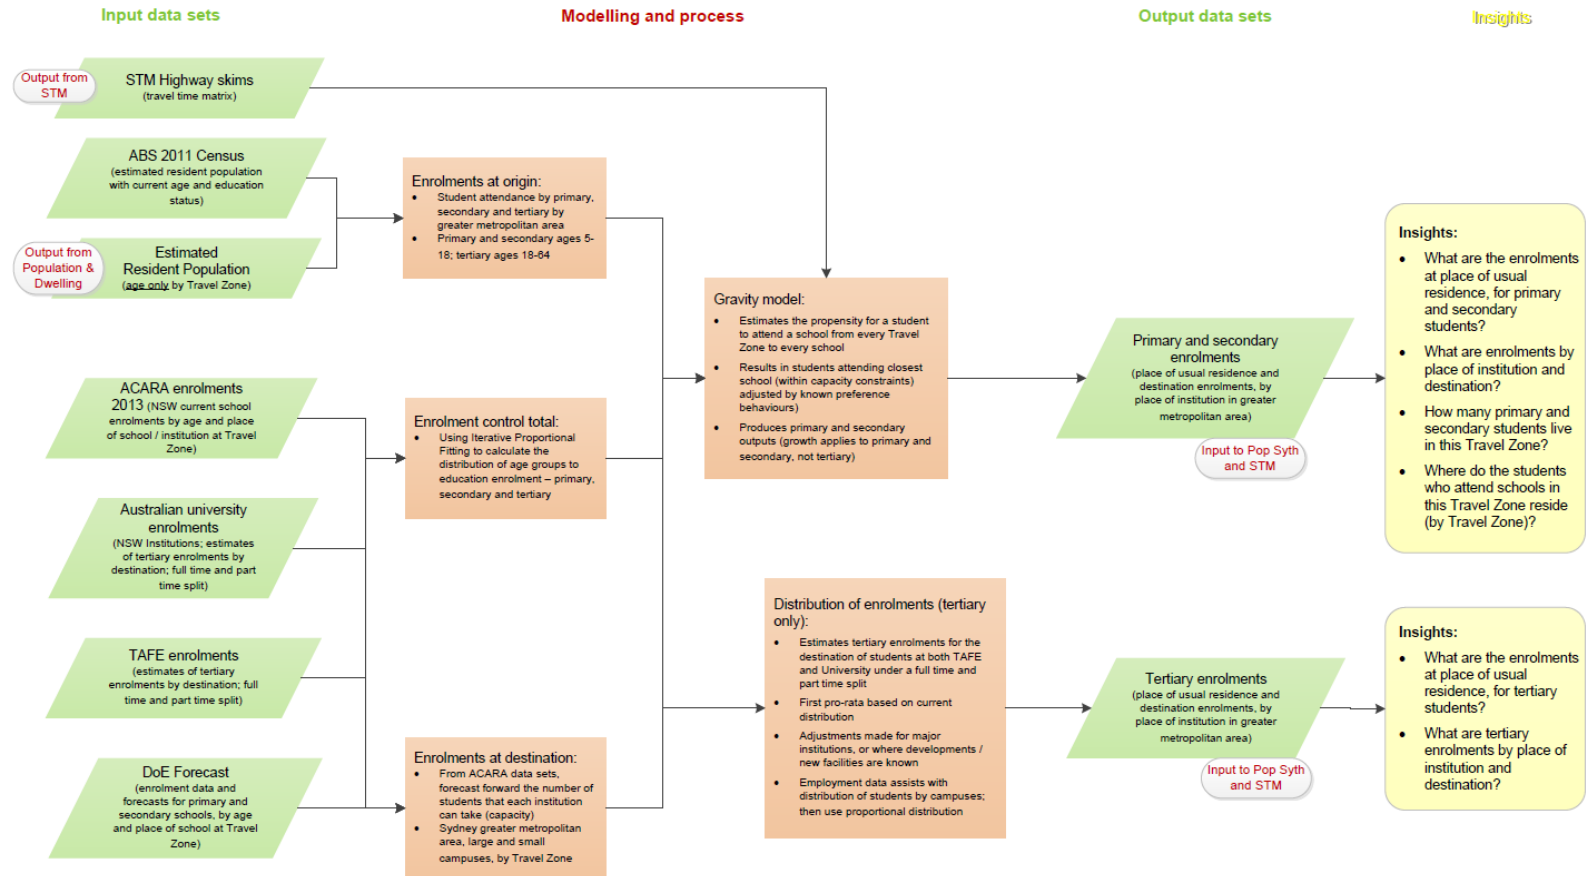 Input data sets
Modelling and process
Output data sets
Insights
Output from
STM
STM Highway skims
(travel time matrix)
ABS 2011 Census
(estimated resident population
with current age and education
status)
Output from
Population &
Dwelling
Estimated
Resident Population
(age only by Travel Zone)
ACARA enrolments
2013 (NSW current school
enrolments by age and place
of school / institution at Travel
Zone)
Australian university
enrolments
(NSW Institutions; estimates
of tertiary enrolments by
destination; full time and part
time split)
TAFE enrolments
(estimates of tertiary
enrolments by destination; full
time and part time split)
DoE Forecast
(enrolment data and
forecasts for primary and
secondary schools, by age
and place of school at Travel
Zone)
Enrolments at origin:
• Student attendance by primary,
secondary and tertiary by
greater metropolitan area
• Primary and secondary ages 5-
18; tertiary ages 18-64
Enrolment control total:
• Using Iterative Proportional
Fitting to calculate the
distribution of age groups to
education enrolment – primary,
secondary and tertiary
Enrolments at destination:
• From ACARA data sets,
forecast forward the number of
students that each institution
can take (capacity)
• Sydney greater metropolitan
area, large and small
campuses, by Travel Zone
Gravity model:
• Estimates the propensity for a student
to attend a school from every Travel
Zone to every school
• Results in students attending closest
school (within capacity constraints)
adjusted by known preference
behaviours)
• Produces primary and secondary
outputs (growth applies to primary and
secondary, not tertiary)
Distribution of enrolments (tertiary
only):
• Estimates tertiary enrolments for the
destination of students at both TAFE
and University under a full time and
part time split
• First pro-rata based on current
distribution
• Adjustments made for major
institutions, or where developments /
new facilities are known
• Employment data assists with
distribution of students by campuses;
then use proportional distribution
Primary and secondary
enrolments
(place of usual residence and
destination enrolments, by
place of institution in greater
metropolitan area)
Input to Pop Syth
and STM
Tertiary enrolments
(place of usual residence and
destination enrolments, by
place of institution in greater
metropolitan area)
Input to Pop Syth
and STM
Insights:
• What are the enrolments
at place of usual
residence, for primary
and secondary
students?
• What are enrolments by
place of institution and
destination?
• How many primary and
secondary students live
in this Travel Zone?
• Where do the students
who attend schools in
this Travel Zone reside
(by Travel Zone)?
Insights:
• What are the enrolments
at place of usual
residence, for tertiary
students?
• What are tertiary
enrolments by place of
institution and
destination?